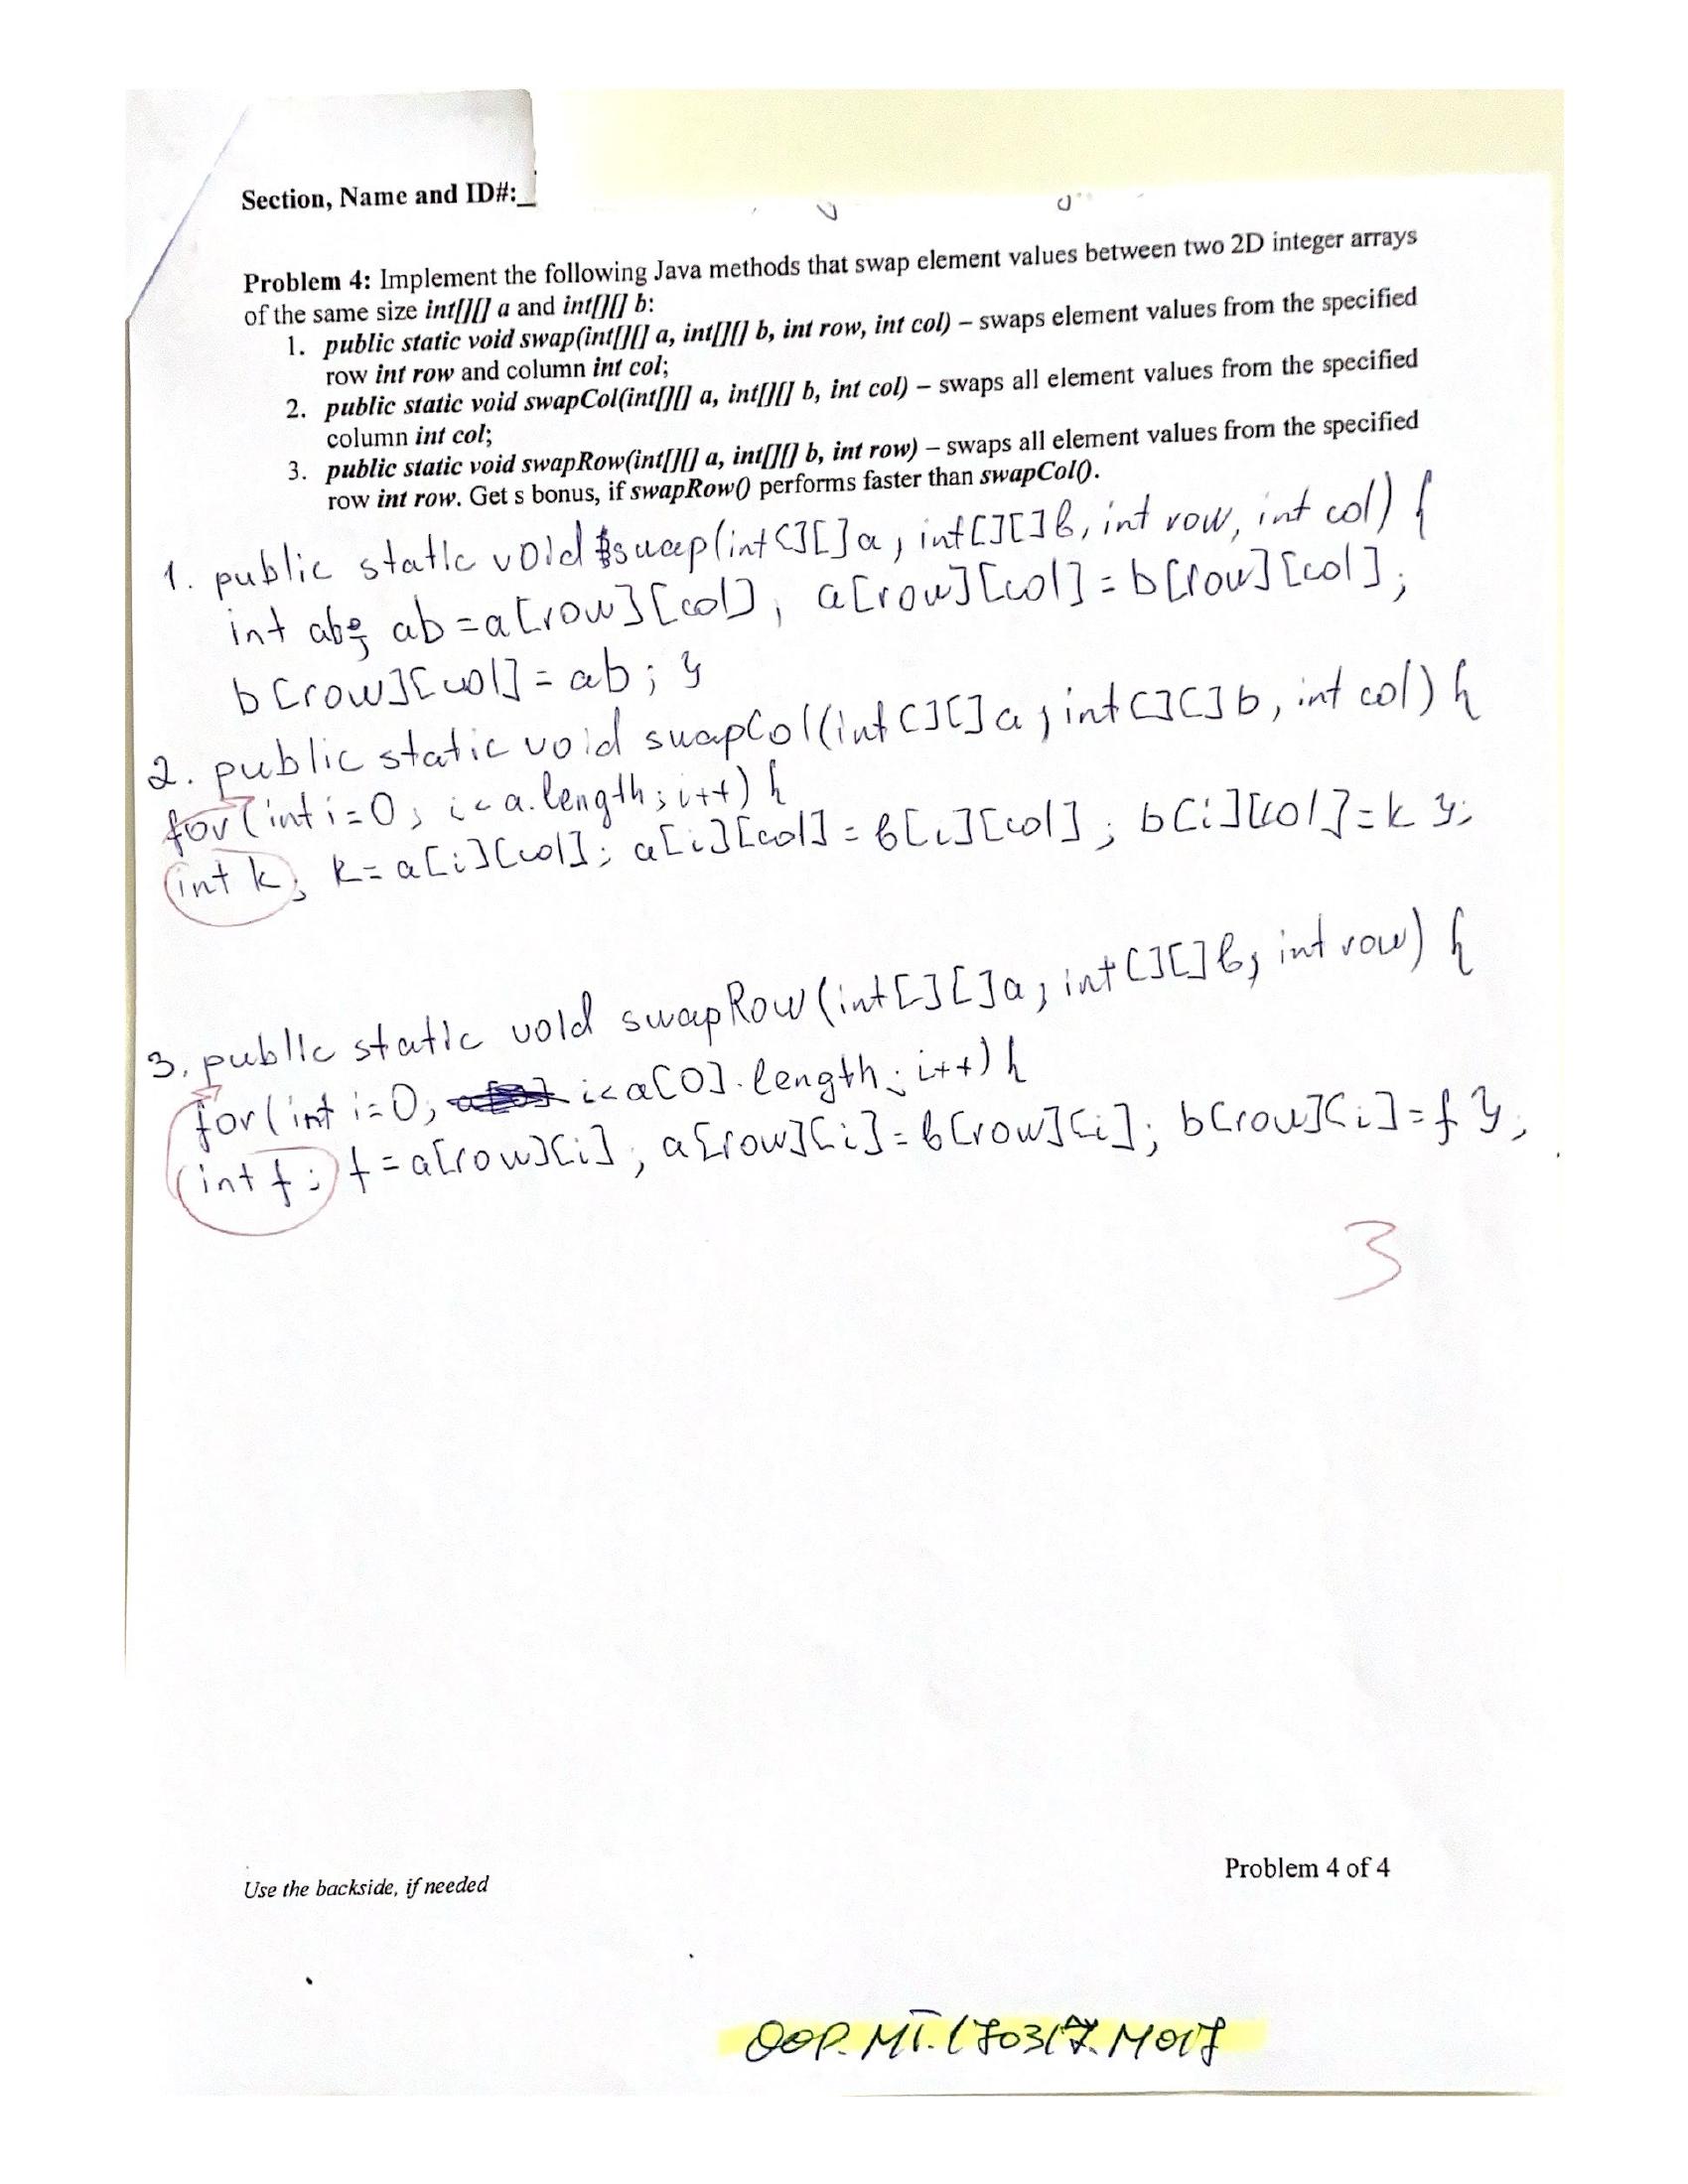 Section, Name and ID#:_
Problem 4: Implement the following Java methods that swap element values between two 2D integer arrays
of the same size int[][] a and int[][] b:
1. public static void swap(int[][] a, int[][] b, int row, int col) – swaps element values from the specified
row int row and column int col;
2. public static void swapCol(int[][] a, int[][] b, int col) – swaps all element values from the specified
column int col;
3. public static void swapRow(int[][] a, int[][] b, int row) – swaps all element values from the specified
row int row. Get s bonus, if swapRow() performs faster than swapCol().
1. public static void swap(int[][]a, int[][]b, int row, int col) {
int ab; ab=a[row][col]; a[row][col]=b[row][col];
b[row][col]=ab; }
2. public static void swapCol(int[][]a, int[][]b, int col) {
for(int i=0; i<a.length; i++) {
int k; k=a[i][col]; a[i][col]=b[i][col]; b[i][col]=k };
3. public static void swapRow(int[][]a, int[][]b, int row) {
for(int i=0; i<a[0].length; i++) {
int f; f=a[row][i]; a[row][i]=b[row][i]; b[row][i]=f };
3
Use the backside, if needed
Problem 4 of 4
OOP.MT.